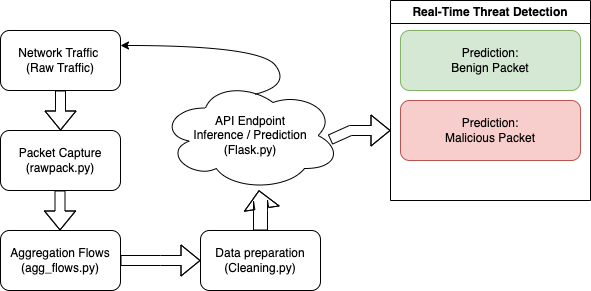 Real-Time Threat Detection
Network Traffic
(Raw Traffic)
Prediction:
Benign Packet
API Endpoint
Inference / Prediction
(Flask.py)
Prediction:
Malicious Packet
Packet Capture
(rawpack.py)
Aggregation Flows
(agg_flows.py)
Data preparation
(Cleaning.py)